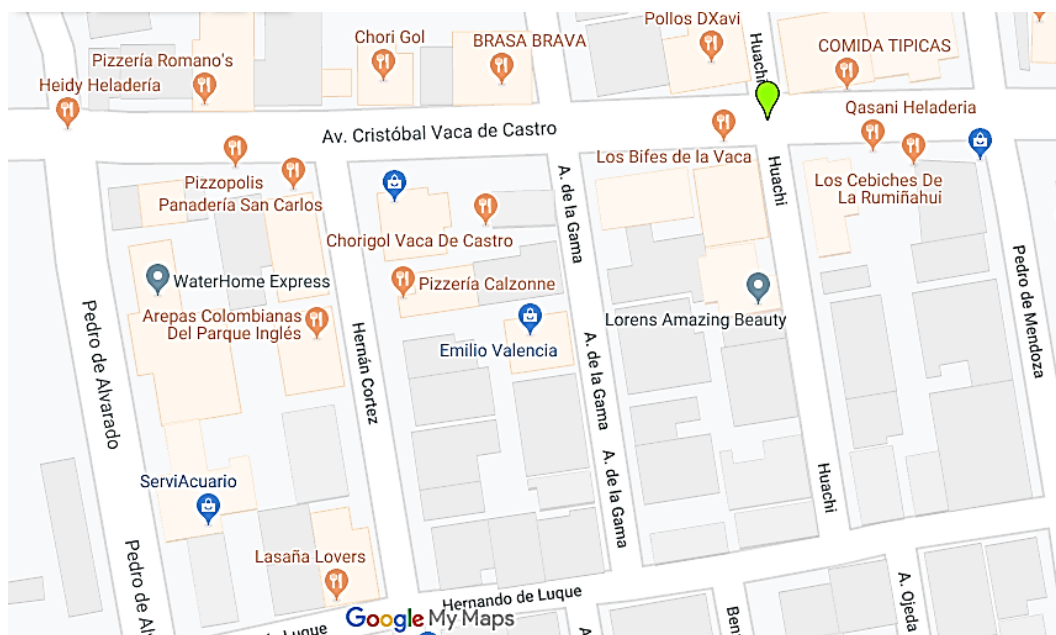 Pollos DXavi
Chori Gol
BRASA BRAVA
Huachi
COMIDA TIPICAS
Pizzería Romano's
Heidy Heladería
Qasani Heladeria
Av. Cristóbal Vaca de Castro
Los Bifes de la Vaca
Pizzopolis
Panadería San Carlos
A. de la Gama
Huachi
Los Cebiches De
La Rumiñahui
Chorigol Vaca De Castro
WaterHome Express
Pizzería Calzonne
Pedro de Mendoza
Arepas Colombianas
Del Parque Inglés
Lorens Amazing Beauty
Pedro de Alvarado
Hernán Cortez
Emilio Valencia
A. de la Gama
ServiAcuario
A. de la Gama
Huachi
Lasaña Lovers
Pedro de Alv
Hernando de Luque
A. Ojeda
Google My Maps
de Luque
A
Ben